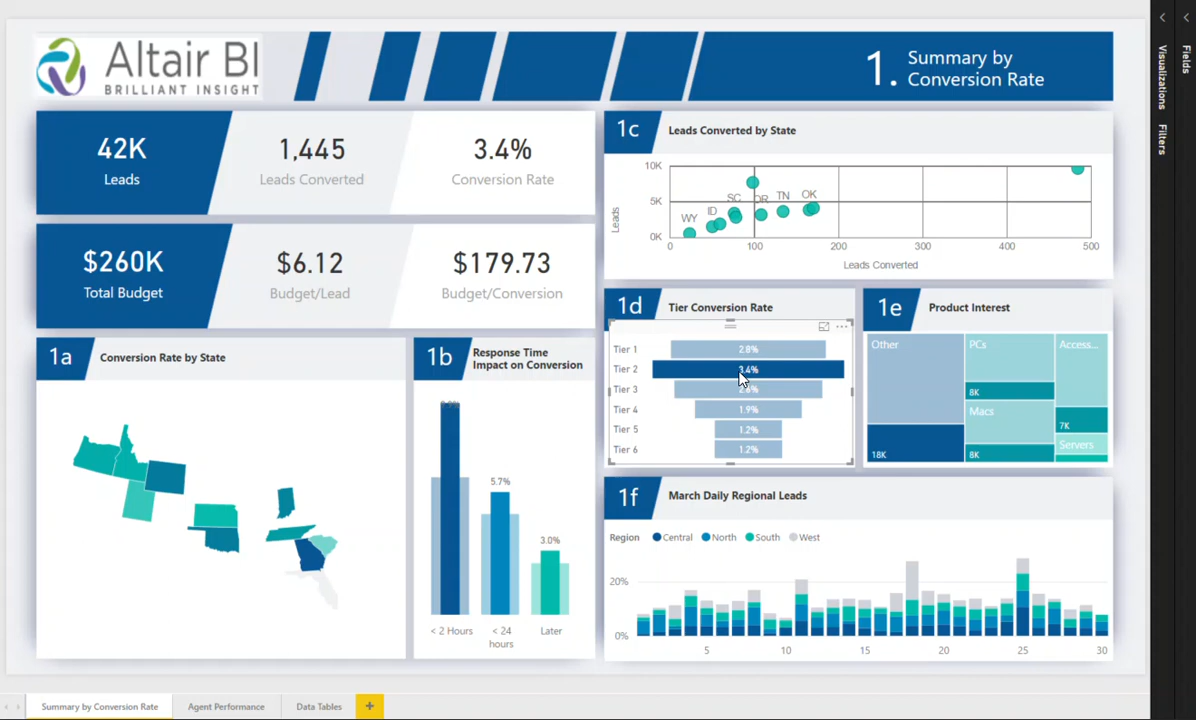 Altair BI
BRILLIANT INSIGHT
1.
Summary by
Conversion Rate
Visualizations
Filters
Fields
42K
Leads
1,445
Leads Converted
3.4%
Conversion Rate
$260K
Total Budget
$6.12
Budget/Lead
$179.73
Budget/Conversion
1a
Conversion Rate by State
1b
Response Time
Impact on Conversion
5.7%
3.0%
< 2 Hours
< 24
hours
Later
1c
Leads Converted by State
Leads
10K
5K
0K
WY
ID
SC
OR
TN
OK
0
100
200
300
400
500
Leads Converted
1d
Tier Conversion Rate
Tier 1
2.8%
Tier 2
3.4%
Tier 3
Tier 4
1.9%
Tier 5
1.2%
Tier 6
1.2%
1e
Product Interest
Other
18K
PCs
8K
Macs
8K
Access...
7K
Servers
1f
March Daily Regional Leads
Region
Central
North
South
West
20%
0%
5
10
15
20
25
30
Summary by Conversion Rate
Agent Performance
Data Tables
+